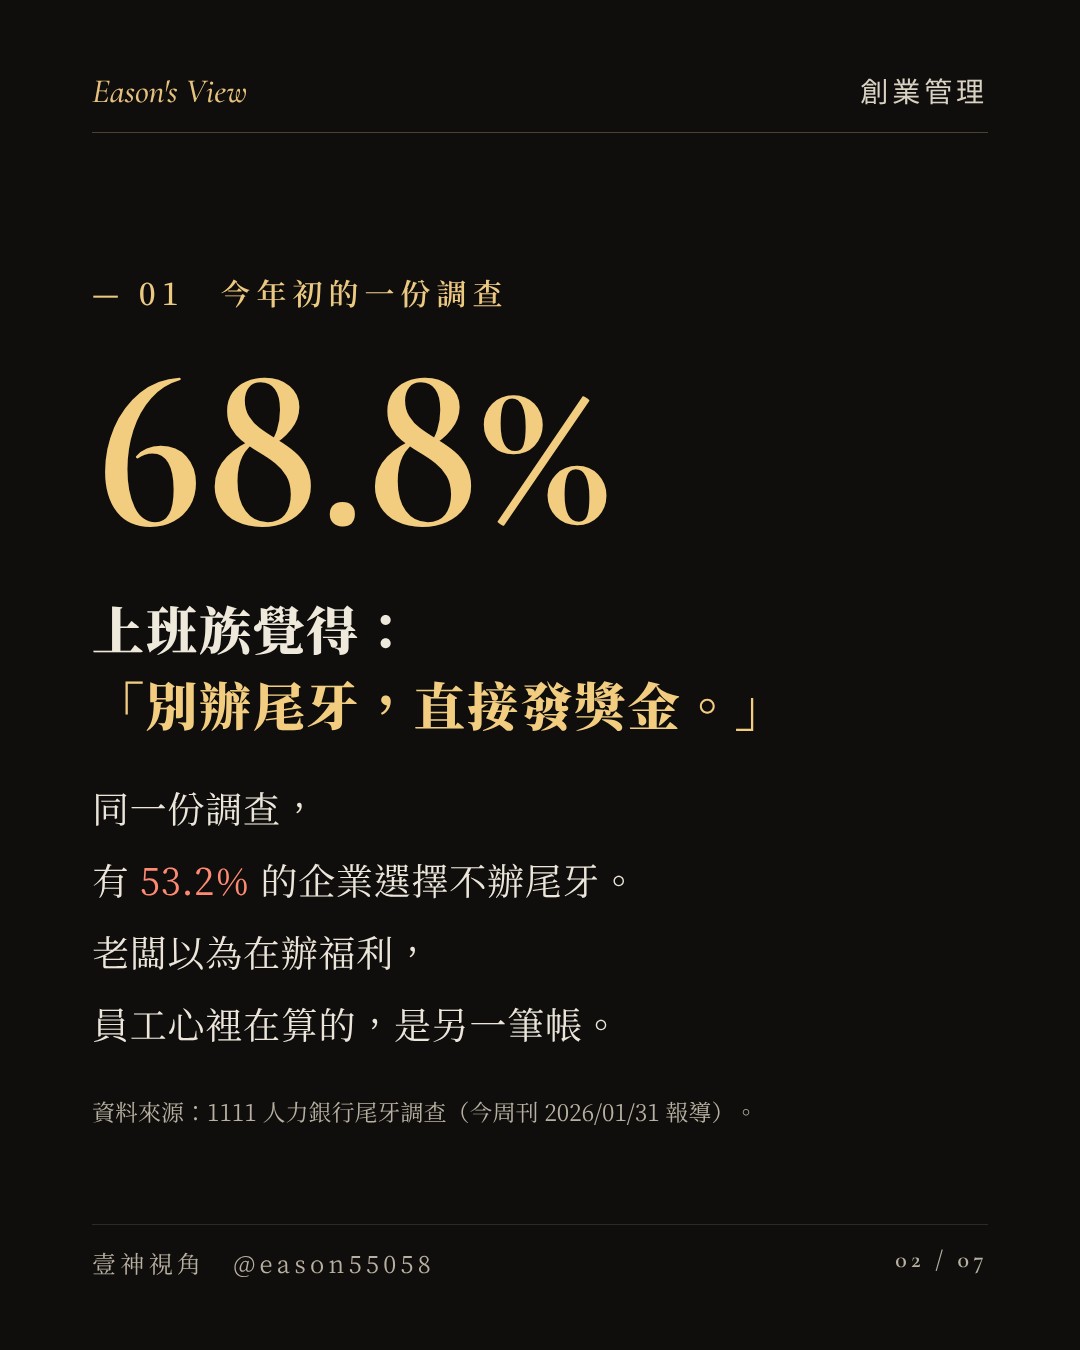 Eason's View
創業管理
— 01 今年初的一份調查
68.8%
上班族覺得：
「別辦尾牙，直接發獎金。」
同一份調查，
有 53.2% 的企業選擇不辦尾牙。
老闆以為在辦福利，
員工心裡在算的，是另一筆帳。
資料來源：1111 人力銀行尾牙調查（今周刊 2026/01/31 報導）。
壹神視角 @eason55058
02 / 07